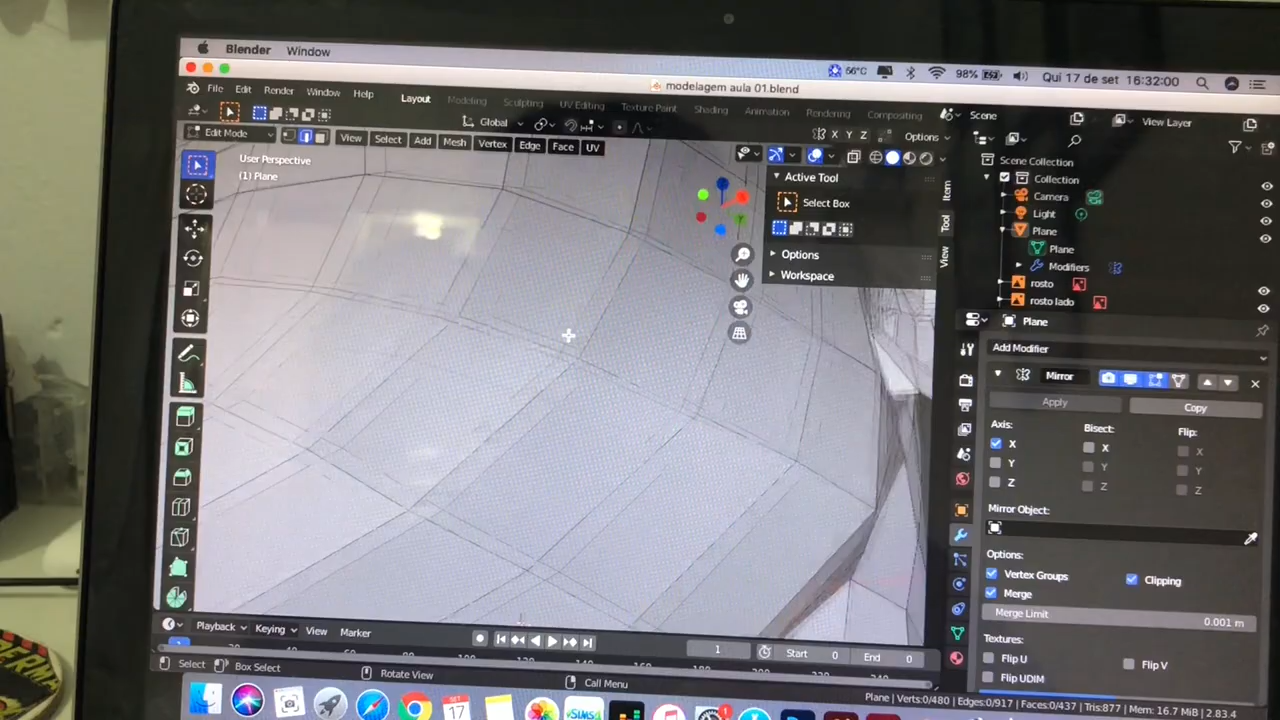 Blender Window
56°C 98% Qui 17 de set 16:32:00
modelagem aula 01.blend
File Edit Render Window Help Layout Modeling Sculpting UV Editing Texture Paint Shading Animation Rendering Compositing
Scene View Layer
Global X Y Z Options
Edit Mode View Select Add Mesh Vertex Edge Face UV
User Perspective
(1) Plane
Active Tool
Select Box
Options
Workspace
Item
Tool
View
Scene Collection
Collection
Camera
Light
Plane
Plane
Modifiers
rosto
rosto lado
Plane
Add Modifier
Mirror
Apply Copy
Axis: Bisect: Flip:
X X X
Y Y Y
Z Z Z
Mirror Object:
Options:
Vertex Groups Clipping
Merge
Merge Limit 0.001 m
Textures:
Flip U Flip V
Flip UDIM
Playback Keying View Marker
1 Start 0 End 0
Select Box Select Rotate View Call Menu
Plane | Verts:0/480 | Edges:0/917 | Faces:0/437 | Tris:877 | Mem: 16.7 MiB | 2.83.4
SET
17